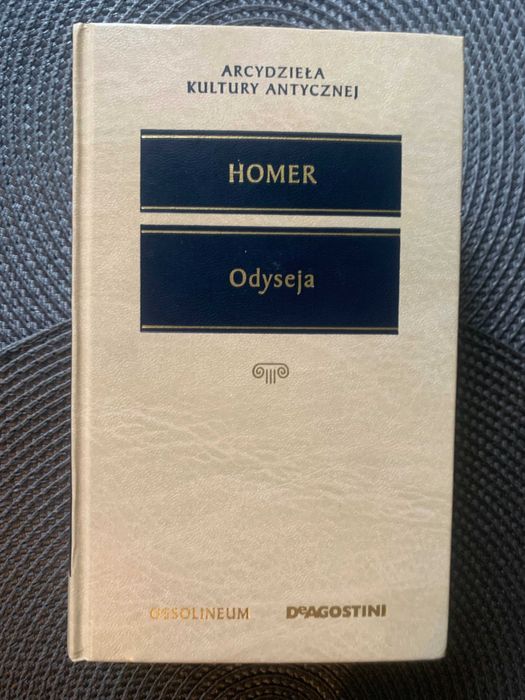 ARCYDZIEŁA
KULTURY ANTYCZNEJ
HOMER
Odyseja
OSSOLINEUM DeAGOSTINI